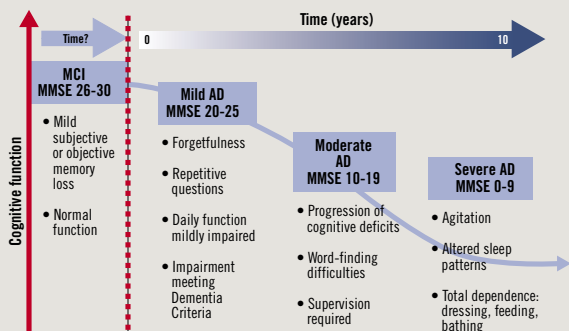 Time (years)
Time?
0
10
Cognitive function
MCI
MMSE 26-30
• Mild
subjective
or objective
memory
loss
• Normal
function
Mild AD
MMSE 20-25
• Forgetfulness
• Repetitive
questions
• Daily function
mildly impaired
• Impairment
meeting
Dementia
Criteria
Moderate
AD
MMSE 10-19
• Progression of
cognitive deficits
• Word-finding
difficulties
• Supervision
required
Severe AD
MMSE 0-9
• Agitation
• Altered sleep
patterns
• Total dependence:
dressing, feeding,
bathing